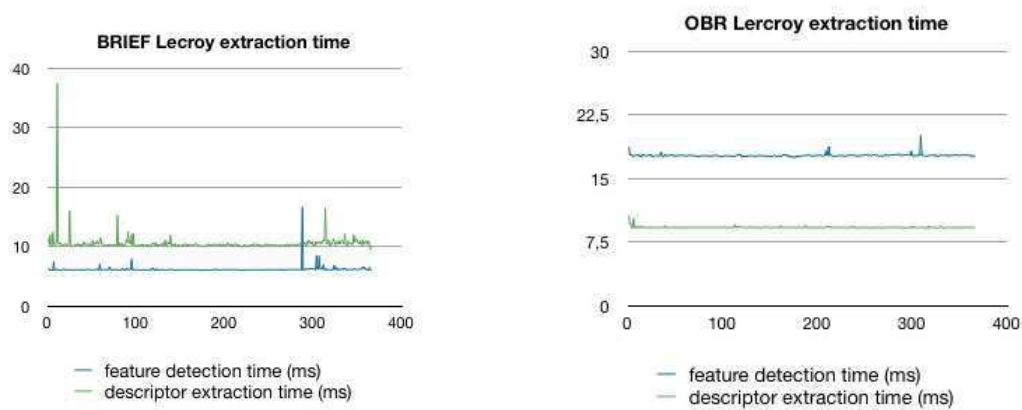 BRIEF Lecroy extraction time
40
30
20
10
0
0 100 200 300 400
feature detection time (ms)
descriptor extraction time (ms)
OBR Lercroy extraction time
30
22,5
15
7,5
0
0 100 200 300 400
feature detection time (ms)
descriptor extraction time (ms)